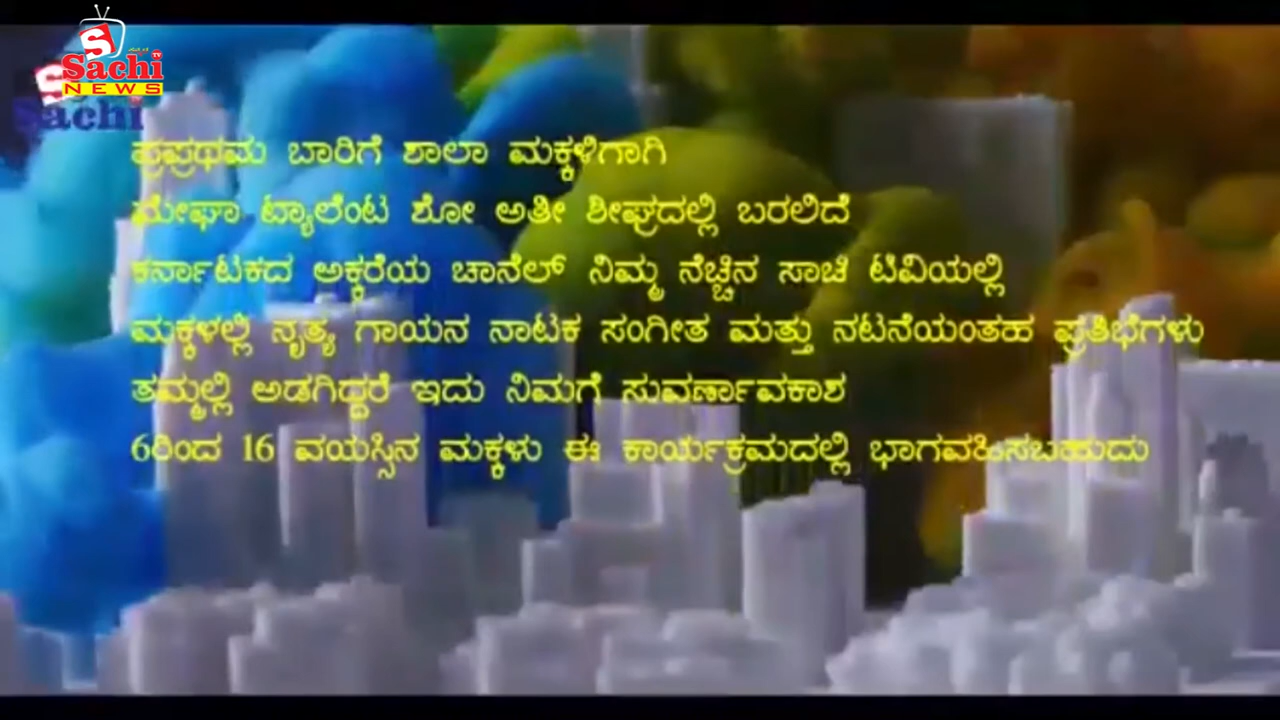 Sachi TV
NEWS
Sachi
ಪ್ರಪ್ರಥಮ ಬಾರಿಗೆ ಶಾಲಾ ಮಕ್ಕಳಿಗಾಗಿ
ಮೇಘಾ ಟ್ಯಾಲೆಂಟ ಶೋ ಅತೀ ಶೀಘ್ರದಲ್ಲಿ ಬರಲಿದೆ
ಕರ್ನಾಟಕದ ಅಕ್ಕರೆಯ ಚಾನೆಲ್ ನಿಮ್ಮ ನೆಚ್ಚಿನ ಸಾಚಿ ಟಿವಿಯಲ್ಲಿ
ಮಕ್ಕಳಲ್ಲಿ ನೃತ್ಯ ಗಾಯನ ನಾಟಕ ಸಂಗೀತ ಮತ್ತು ನಟನೆಯಂತಹ ಪ್ರತಿಭೆಗಳು
ತಮ್ಮಲ್ಲಿ ಅಡಗಿದ್ದರೆ ಇದು ನಿಮಗೆ ಸುವರ್ಣಾವಕಾಶ
6ರಿಂದ 16 ವಯಸ್ಸಿನ ಮಕ್ಕಳು ಈ ಕಾರ್ಯಕ್ರಮದಲ್ಲಿ ಭಾಗವಹಿಸಬಹುದು